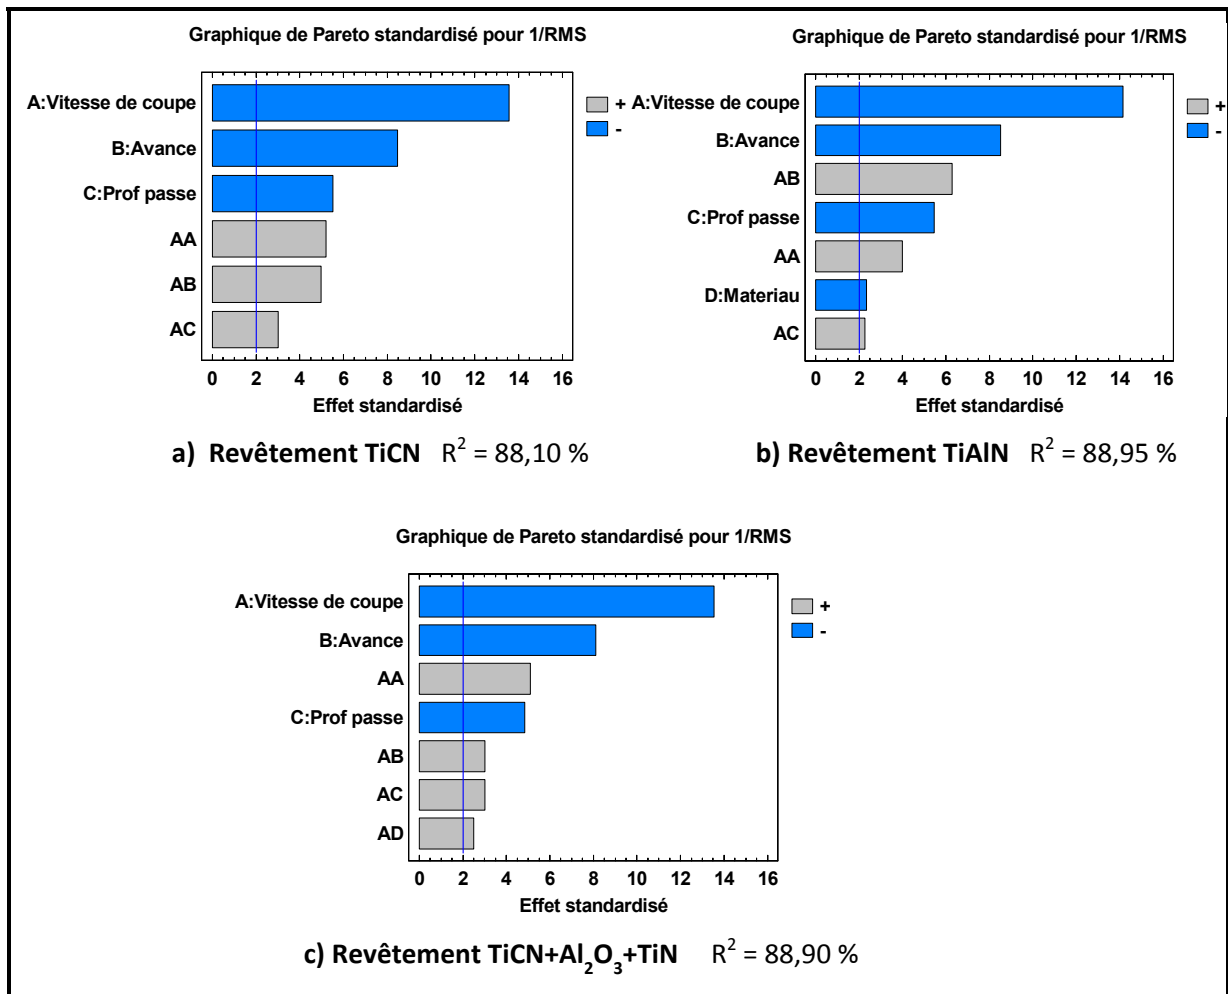 Graphique de Pareto standardisé pour 1/RMS
A:Vitesse de coupe
B:Avance
C:Prof passe
AA
AB
AC
0 2 4 6 8 10 12 14 16
Effet standardisé
+
-
a) Revêtement TiCN R² = 88,10 %
Graphique de Pareto standardisé pour 1/RMS
A:Vitesse de coupe
B:Avance
AB
C:Prof passe
AA
D:Materiau
AC
0 2 4 6 8 10 12 14 16
Effet standardisé
+
-
b) Revêtement TiAlN R² = 88,95 %
Graphique de Pareto standardisé pour 1/RMS
A:Vitesse de coupe
B:Avance
AA
C:Prof passe
AB
AC
AD
0 2 4 6 8 10 12 14 16
Effet standardisé
+
-
c) Revêtement TiCN+Al₂O₃+TiN R² = 88,90 %